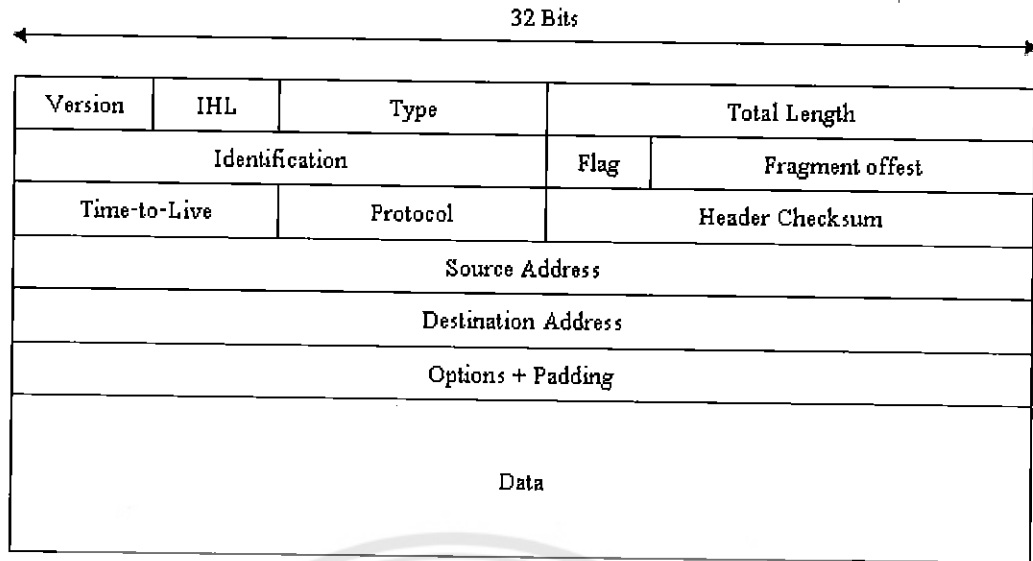 32 Bits
Version IHL Type Total Length
Identification Flag Fragment offest
Time-to-Live Protocol Header Checksum
Source Address
Destination Address
Options + Padding
Data